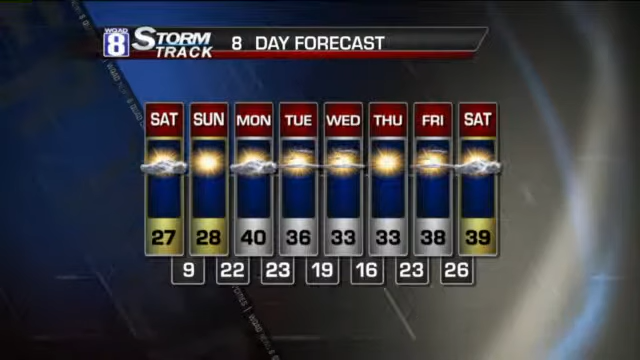 WQAD
8
STORM
TRACK
8 DAY FORECAST
SAT SUN MON TUE WED THU FRI SAT
27 28 40 36 33 33 38 39
9 22 23 19 16 23 26